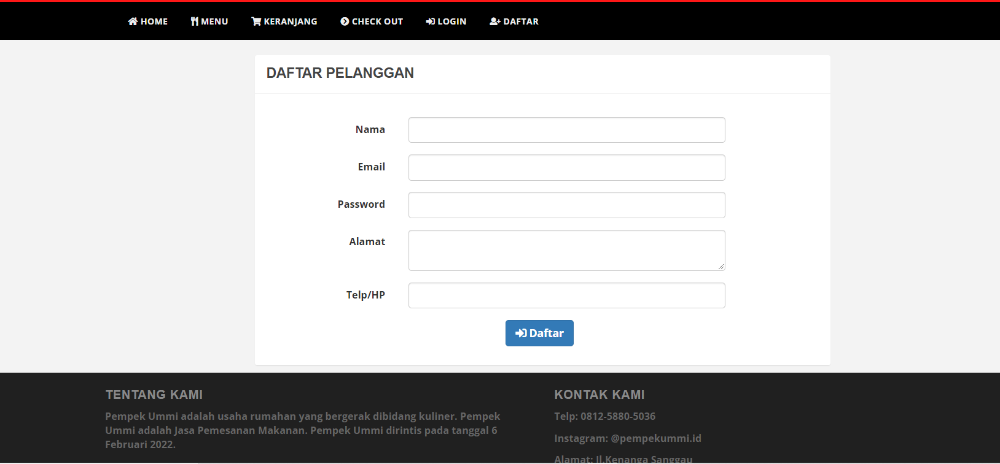 HOME MENU KERANJANG CHECK OUT LOGIN DAFTAR
DAFTAR PELANGGAN
Nama
Email
Password
Alamat
Telp/HP
Daftar
TENTANG KAMI
Pempek Ummi adalah usaha rumahan yang bergerak dibidang kuliner. Pempek
Ummi adalah Jasa Pemesanan Makanan. Pempek Ummi dirintis pada tanggal 6
Februari 2022.
KONTAK KAMI
Telp: 0812-5880-5036
Instagram: @pempekummi.id
Alamat: Jl.Kenanga Sanggau